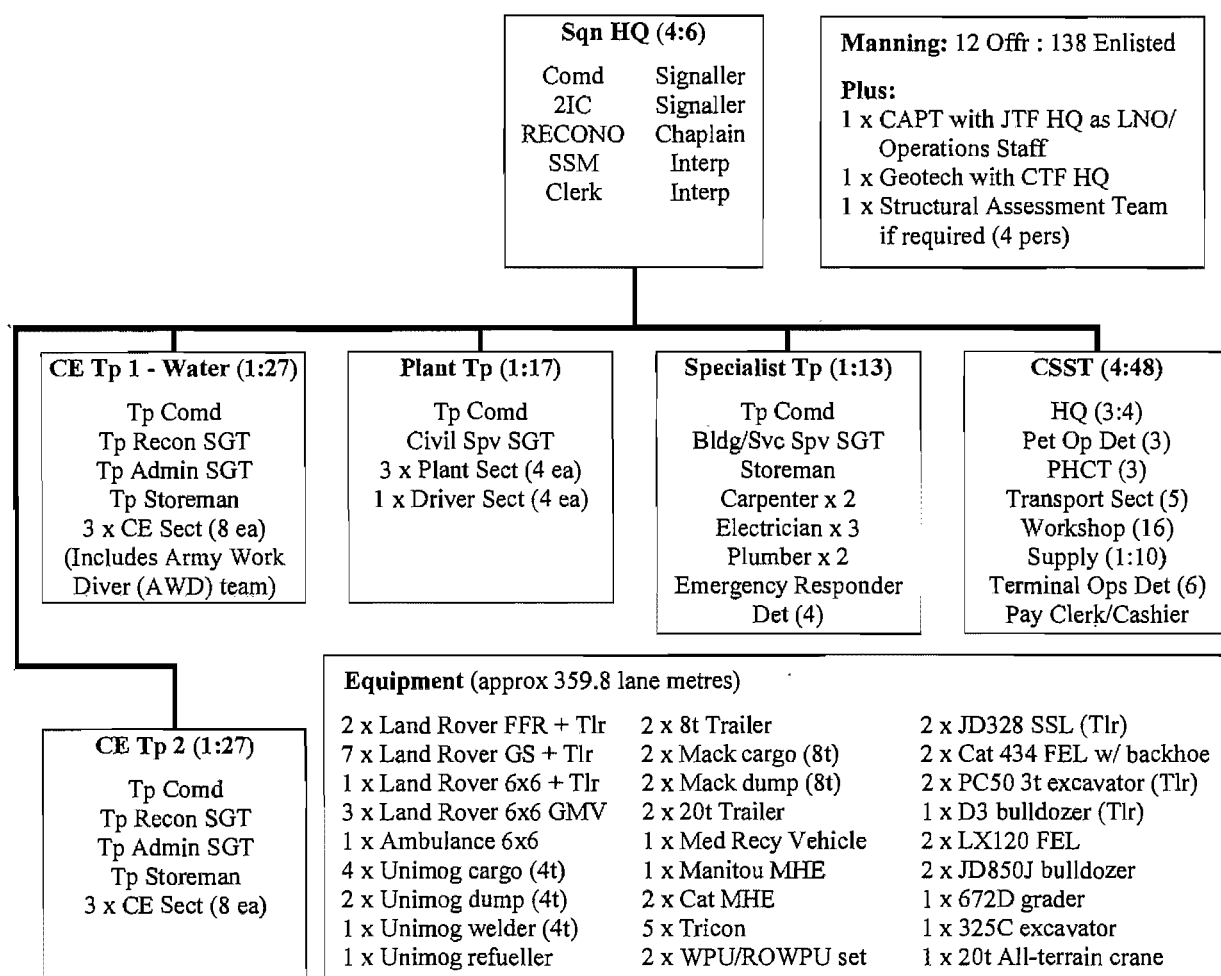 Sqn HQ (4:6)
Comd Signaller
2IC Signaller
RECONO Chaplain
SSM Interp
Clerk Interp
Manning: 12 Offr : 138 Enlisted
Plus:
1 x CAPT with JTF HQ as LNO/
Operations Staff
1 x Geotech with CTF HQ
1 x Structural Assessment Team
if required (4 pers)
CE Tp 1 - Water (1:27)
Tp Comd
Tp Recon SGT
Tp Admin SGT
Tp Storeman
3 x CE Sect (8 ea)
(Includes Army Work
Diver (AWD) team)
Plant Tp (1:17)
Tp Comd
Civil Spv SGT
3 x Plant Sect (4 ea)
1 x Driver Sect (4 ea)
Specialist Tp (1:13)
Tp Comd
Bldg/Svc Spv SGT
Storeman
Carpenter x 2
Electrician x 3
Plumber x 2
Emergency Responder
Det (4)
CSST (4:48)
HQ (3:4)
Pet Op Det (3)
PHCT (3)
Transport Sect (5)
Workshop (16)
Supply (1:10)
Terminal Ops Det (6)
Pay Clerk/Cashier
CE Tp 2 (1:27)
Tp Comd
Tp Recon SGT
Tp Admin SGT
Tp Storeman
3 x CE Sect (8 ea)
Equipment (approx 359.8 lane metres)
2 x Land Rover FFR + Tlr
7 x Land Rover GS + Tlr
1 x Land Rover 6x6 + Tlr
3 x Land Rover 6x6 GMV
1 x Ambulance 6x6
4 x Unimog cargo (4t)
2 x Unimog dump (4t)
1 x Unimog welder (4t)
1 x Unimog refueller
2 x 8t Trailer
2 x Mack cargo (8t)
2 x Mack dump (8t)
2 x 20t Trailer
1 x Med Recy Vehicle
1 x Manitou MHE
2 x Cat MHE
5 x Tricon
2 x WPU/ROWPU set
2 x JD328 SSL (Tlr)
2 x Cat 434 FEL w/ backhoe
2 x PC50 3t excavator (Tlr)
1 x D3 bulldozer (Tlr)
2 x LX120 FEL
2 x JD850J bulldozer
1 x 672D grader
1 x 325C excavator
1 x 20t All-terrain crane